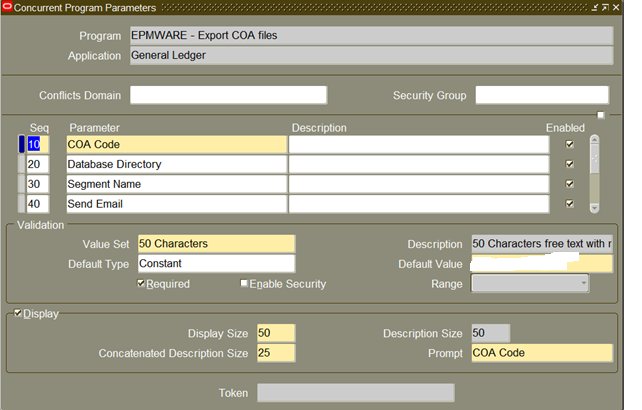 Concurrent Program Parameters
Program EPMWARE - Export COA files
Application General Ledger
Conflicts Domain Security Group
Seq Parameter Description Enabled
10 COA Code
20 Database Directory
30 Segment Name
40 Send Email
Validation
Value Set 50 Characters Description 50 Characters free text with r
Default Type Constant Default Value
Required Enable Security Range
Display
Display Size 50 Description Size 50
Concatenated Description Size 25 Prompt COA Code
Token